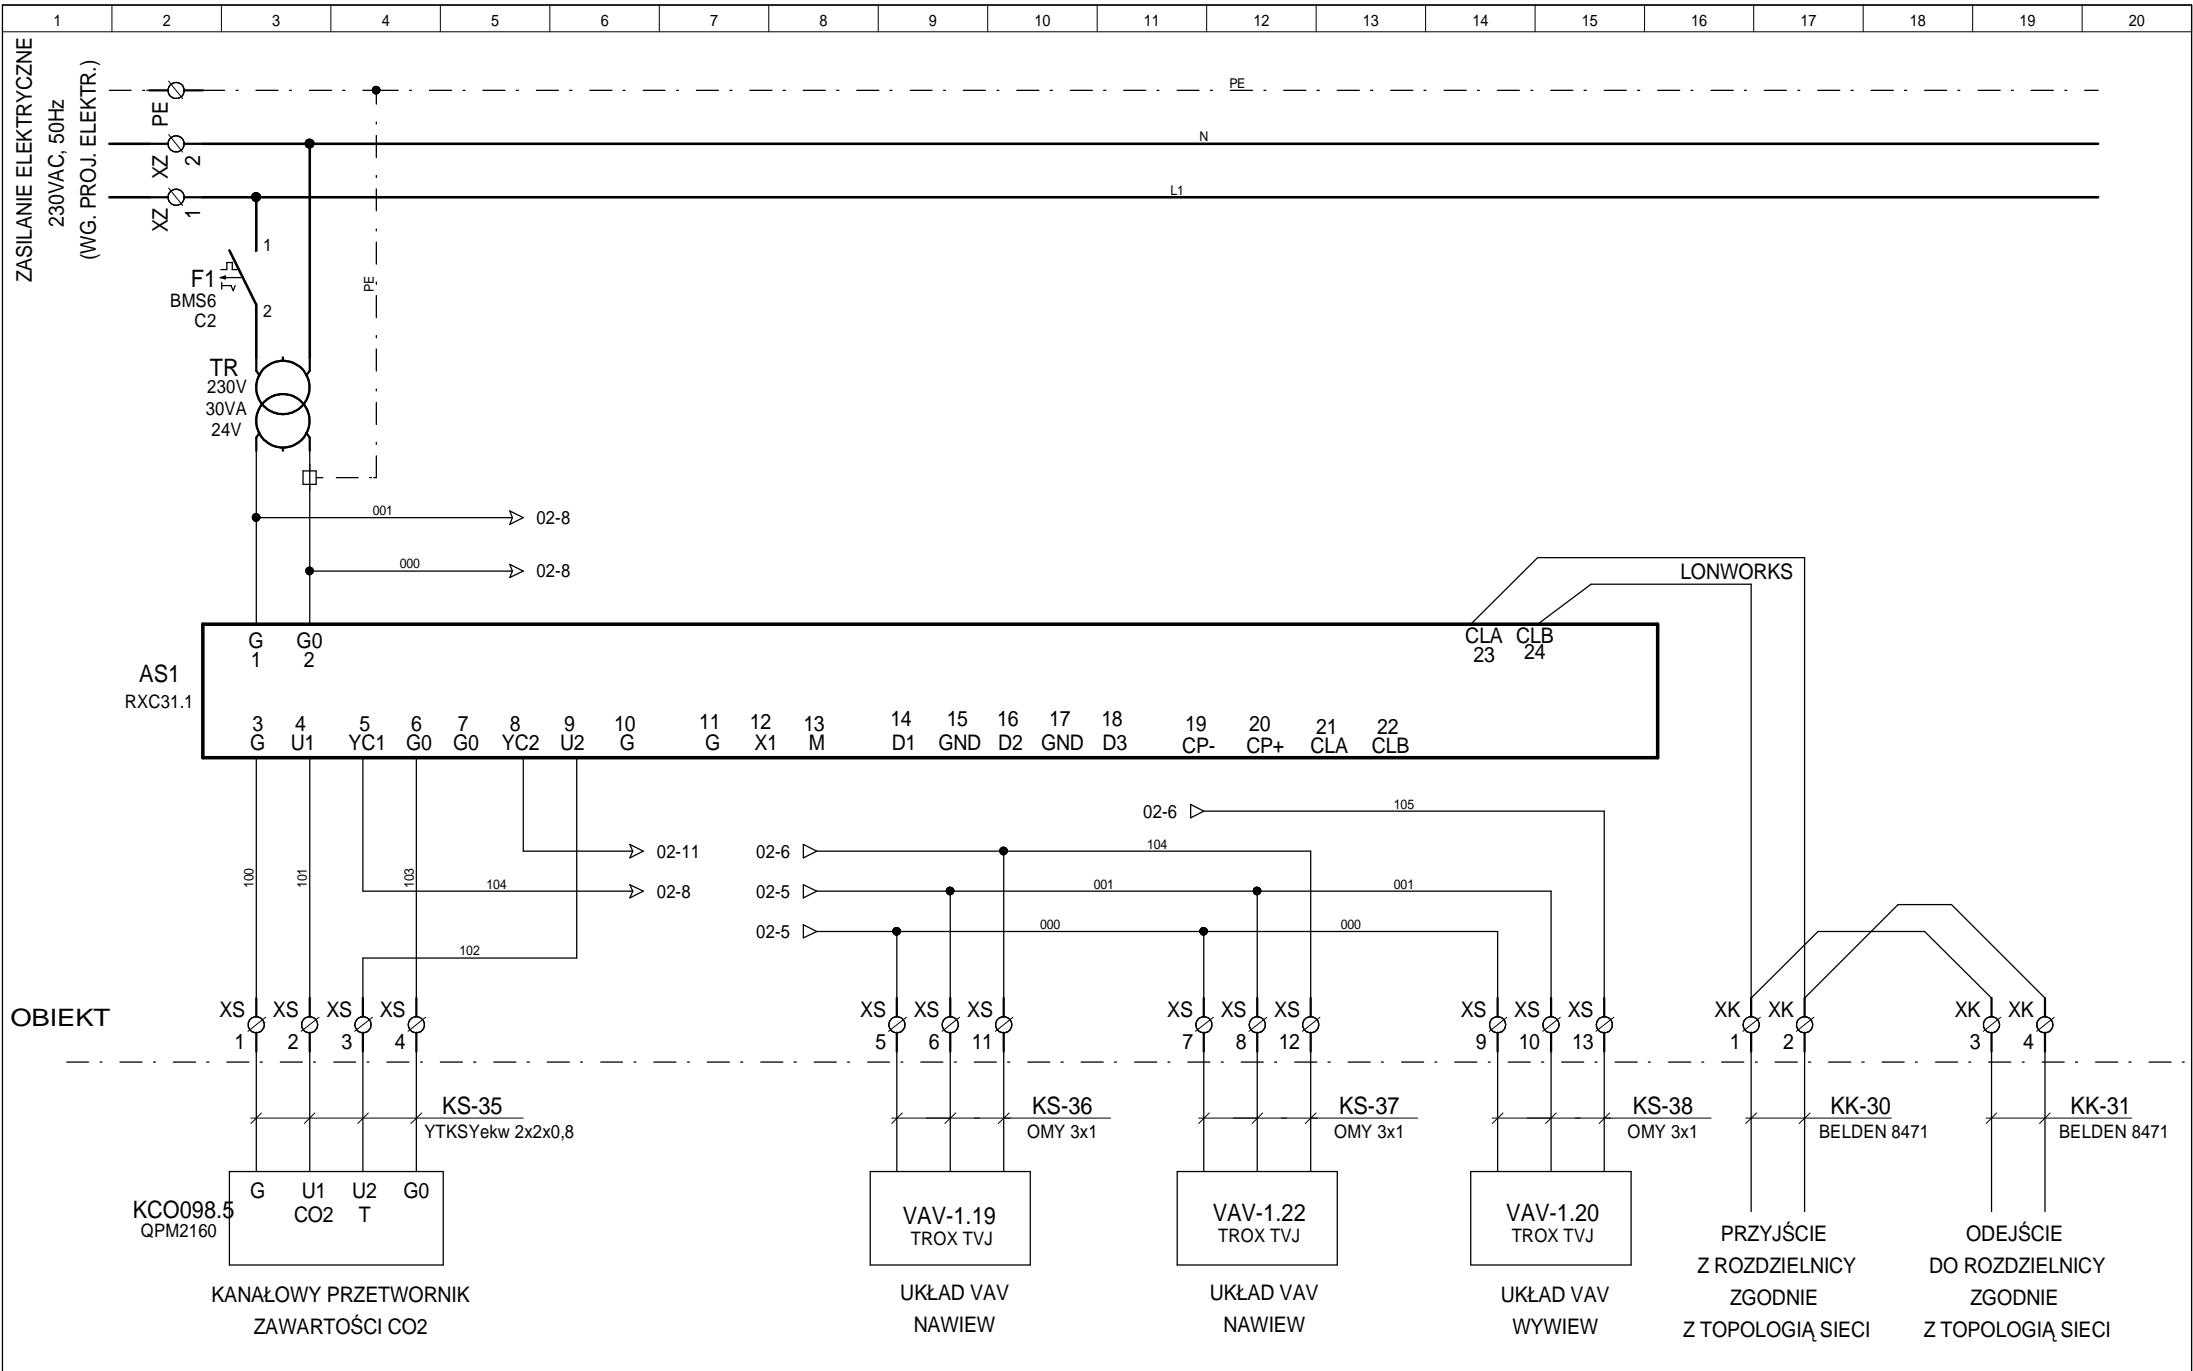 1 2 3 4 5 6 7 8 9 10 11 12 13 14 15 16 17 18 19 20
ZASILANIE ELEKTRYCZNE
230VAC, 50Hz
(WG. PROJ. ELEKTR.)
PE
XZ 2
XZ 1
PE
N
L1
PE
1
F1
BMS6
C2
2
TR
230V
30VA
24V
001 02-8
000 02-8
LONWORKS
G G0 CLA CLB
1 2 23 24
AS1
RXC31.1
3 4 5 6 7 8 9 10 11 12 13 14 15 16 17 18 19 20 21 22
G U1 YC1 G0 G0 YC2 U2 G G X1 M D1 GND D2 GND D3 CP- CP+ CLA CLB
02-6 105
02-11 02-6 104
100 101 103
104 02-8 02-5 001 001
02-5 000 000
102
OBIEKT
XS XS XS XS XS XS XS XS XS XS XS XS XS XK XK XK XK
1 2 3 4 5 6 11 7 8 12 9 10 13 1 2 3 4
KS-35 KS-36 KS-37 KS-38 KK-30 KK-31
YTKSYekw 2x2x0,8 OMY 3x1 OMY 3x1 OMY 3x1 BELDEN 8471 BELDEN 8471
G U1 U2 G0
CO2 T
KCO098.5
QPM2160
VAV-1.19
TROX TVJ
VAV-1.22
TROX TVJ
VAV-1.20
TROX TVJ
KANAŁOWY PRZETWORNIK
ZAWARTOŚCI CO2
UKŁAD VAV
NAWIEW
UKŁAD VAV
NAWIEW
UKŁAD VAV
WYWIEW
PRZYJŚCIE
Z ROZDZIELNICY
ZGODNIE
Z TOPOLOGIĄ SIECI
ODEJŚCIE
DO ROZDZIELNICY
ZGODNIE
Z TOPOLOGIĄ SIECI